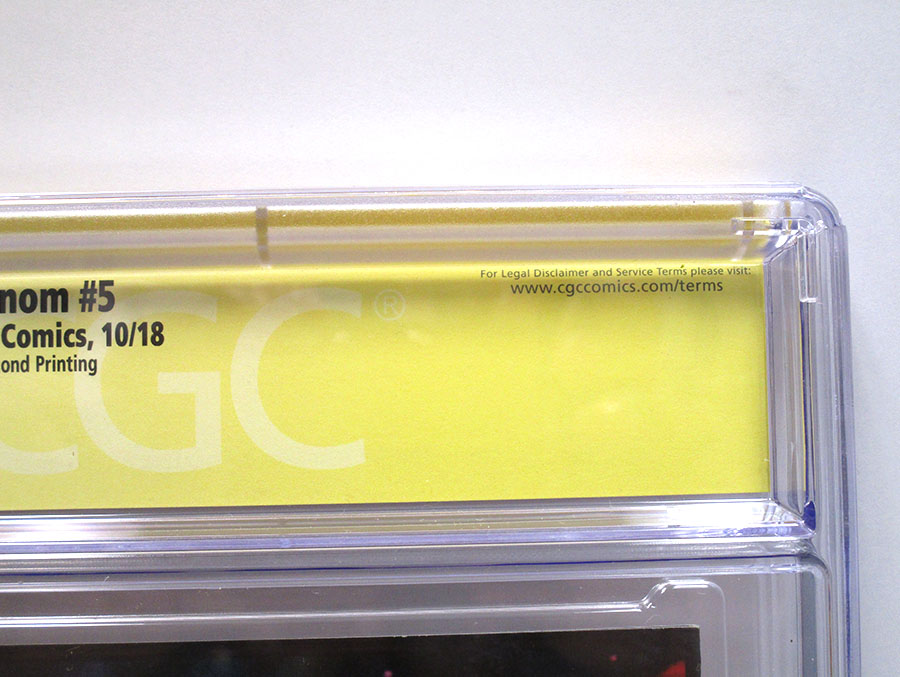 For Legal Disclaimer and Service Terms please visit:
www.cgccomics.com/terms
nom #5
Comics, 10/18
ond Printing
CGC®